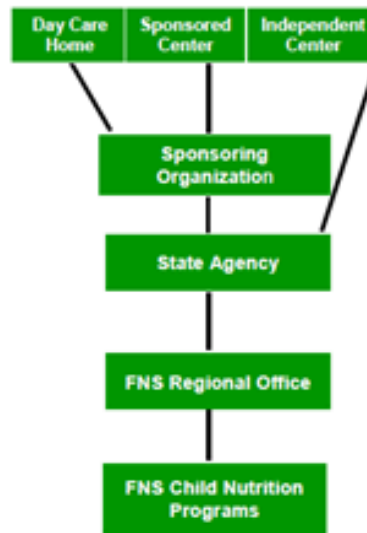 Day Care
Home
Sponsored
Center
Independent
Center
Sponsoring
Organization
State Agency
FNS Regional Office
FNS Child Nutrition
Programs